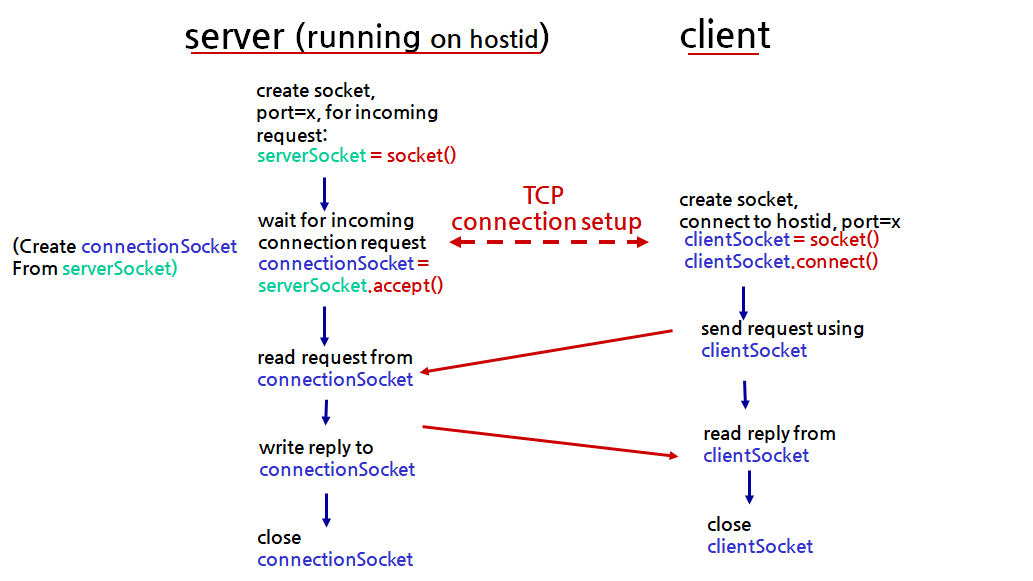 server (running on hostid)
client
create socket,
port=x, for incoming
request:
serverSocket = socket()
TCP
connection setup
wait for incoming
connection request
connectionSocket =
serverSocket.accept()
(Create connectionSocket
From serverSocket)
create socket,
connect to hostid, port=x
clientSocket = socket()
clientSocket.connect()
send request using
clientSocket
read request from
connectionSocket
write reply to
connectionSocket
read reply from
clientSocket
close
connectionSocket
close
clientSocket